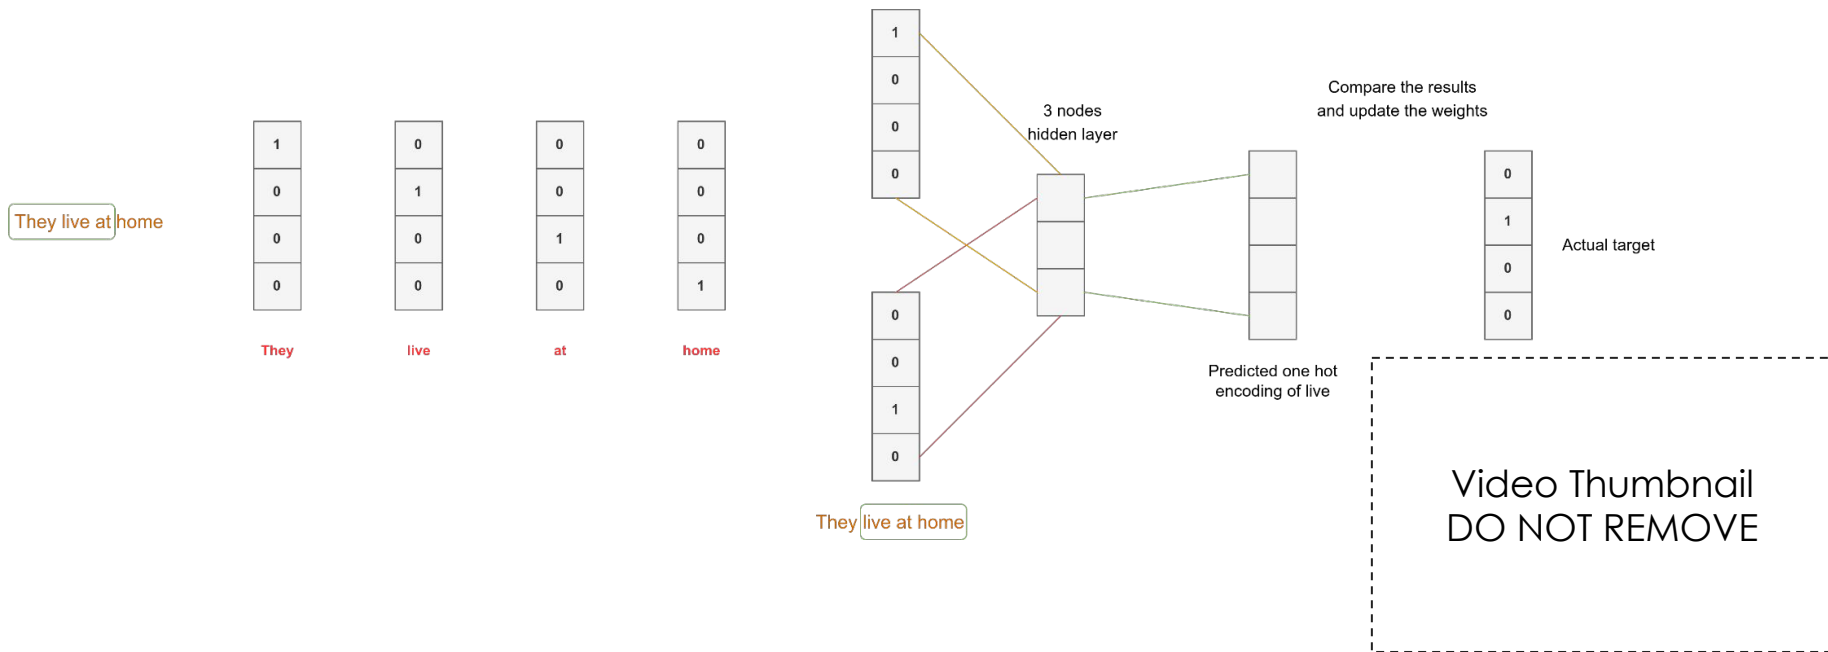 They live at home
1 0 0 0
0 1 0 0
0 0 1 0
0 0 0 1
They live at home
1
0
0
0
0
0
1
0
They live at home
3 nodes
hidden layer
Compare the results
and update the weights
Predicted one hot
encoding of live
0
1
0
0
Actual target
Video Thumbnail
DO NOT REMOVE